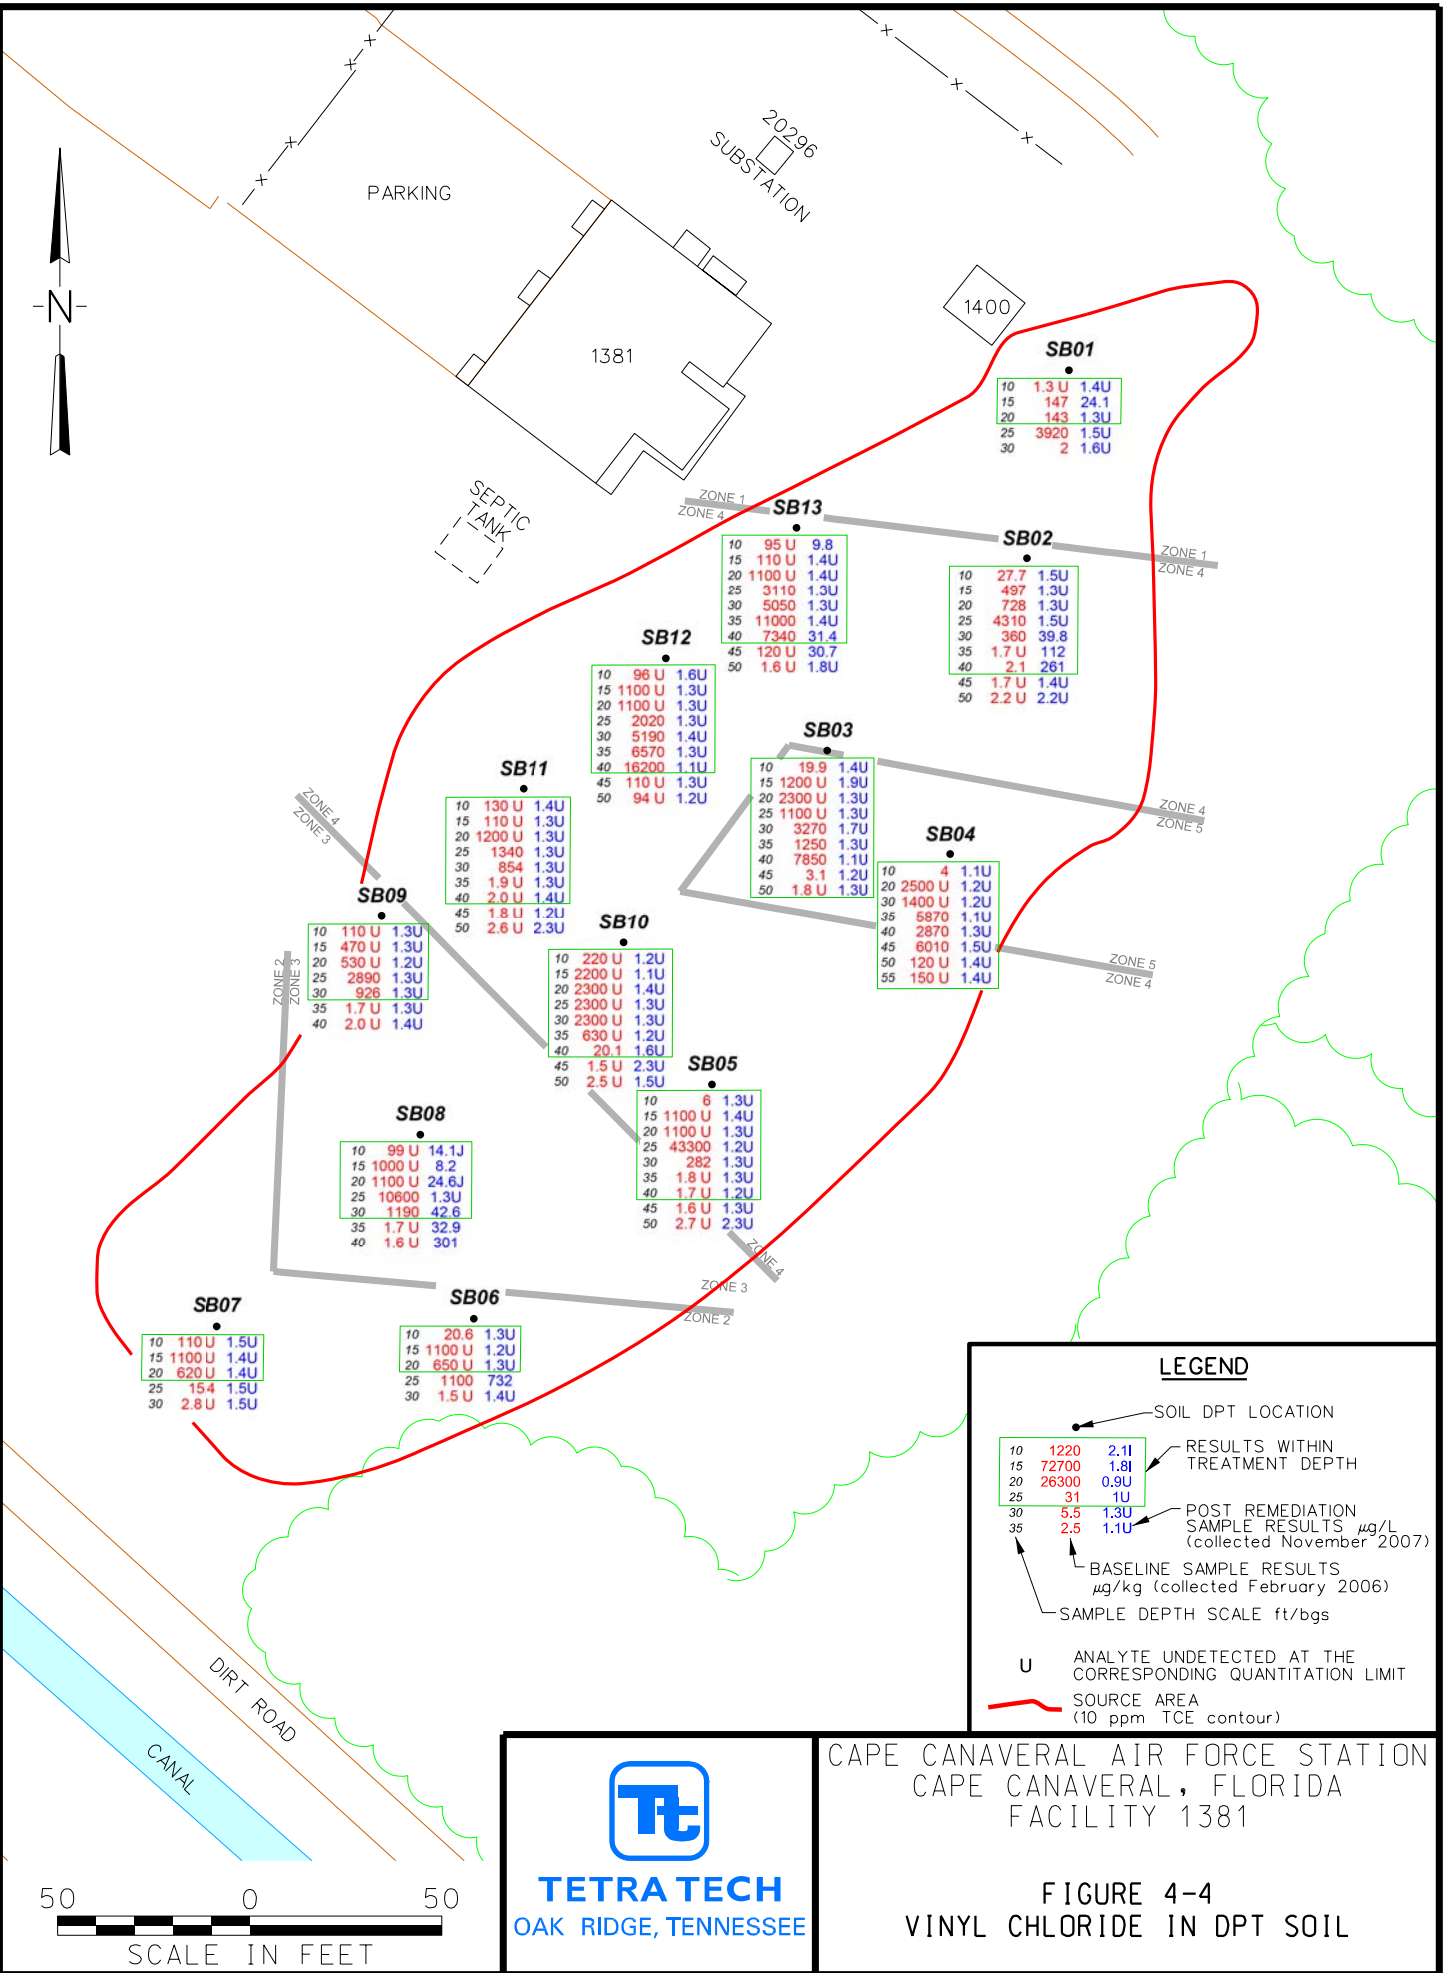 20296
SUBSTATION
PARKING
-N-
1400
1381
SEPTIC
TANK
SB01
10 1.3 U 1.4U
15 147 24.1
20 143 1.3U
25 3920 1.5U
30 2 1.6U
ZONE 1
ZONE 4
ZONE 1
ZONE 4
SB13
10 95 U 9.8
15 110 U 1.4U
20 1100 U 1.4U
25 3110 1.3U
30 5050 1.3U
35 11000 1.4U
40 7340 31.4
45 120 U 30.7
50 1.6 U 1.8U
SB02
10 27.7 1.5U
15 497 1.3U
20 728 1.3U
25 4310 1.5U
30 360 39.8
35 1.7 U 112
40 2.1 261
45 1.7 U 1.4U
50 2.2 U 2.2U
SB12
10 96 U 1.6U
15 1100 U 1.3U
20 1100 U 1.3U
25 2020 1.3U
30 5190 1.4U
35 6570 1.3U
40 16200 1.1U
45 110 U 1.3U
50 94 U 1.2U
SB03
10 19.9 1.4U
15 1200 U 1.9U
20 2300 U 1.3U
25 1100 U 1.3U
30 3270 1.7U
35 1250 1.3U
40 7850 1.1U
45 3.1 1.2U
50 1.8 U 1.3U
SB11
10 130 U 1.4U
15 110 U 1.3U
20 1200 U 1.3U
25 1340 1.3U
30 854 1.3U
35 1.9 U 1.3U
40 2.0 U 1.4U
45 1.8 U 1.2U
50 2.6 U 2.3U
ZONE 4
ZONE 3
ZONE 4
ZONE 5
SB04
10 4 1.1U
20 2500 U 1.2U
30 1400 U 1.2U
35 5870 1.1U
40 2870 1.3U
45 6010 1.5U
50 120 U 1.4U
55 150 U 1.4U
ZONE 5
ZONE 4
SB09
10 110 U 1.3U
15 470 U 1.3U
20 530 U 1.2U
25 2890 1.3U
30 926 1.3U
35 1.7 U 1.3U
40 2.0 U 1.4U
ZONE 2
ZONE 3
SB10
10 220 U 1.2U
15 2200 U 1.1U
20 2300 U 1.4U
25 2300 U 1.3U
30 2300 U 1.3U
35 630 U 1.2U
40 20.1 1.6U
45 1.5 U 2.3U
50 2.5 U 1.5U
SB05
10 6 1.3U
15 1100 U 1.4U
20 1100 U 1.3U
25 43300 1.2U
30 282 1.3U
35 1.8 U 1.3U
40 1.7 U 1.2U
45 1.6 U 1.3U
50 2.7 U 2.3U
SB08
10 99 U 14.1J
15 1000 U 8.2
20 1100 U 24.6J
25 10600 1.3U
30 1190 42.6
35 1.7 U 32.9
40 1.6 U 301
ZONE 4
ZONE 3
ZONE 2
SB07
10 110 U 1.5U
15 1100 U 1.4U
20 620 U 1.4U
25 154 1.5U
30 2.8 U 1.5U
SB06
10 20.6 1.3U
15 1100 U 1.2U
20 650 U 1.3U
25 1100 732
30 1.5 U 1.4U
LEGEND
SOIL DPT LOCATION
10 1220 2.1I
15 72700 1.8I
20 26300 0.9U
25 31 1U
30 5.5 1.3U
35 2.5 1.1U
RESULTS WITHIN
TREATMENT DEPTH
POST REMEDIATION
SAMPLE RESULTS µg/L
(collected November 2007)
BASELINE SAMPLE RESULTS
µg/kg (collected February 2006)
SAMPLE DEPTH SCALE ft/bgs
U ANALYTE UNDETECTED AT THE
CORRESPONDING QUANTITATION LIMIT
SOURCE AREA
(10 ppm TCE contour)
DIRT ROAD
CANAL
50 0 50
SCALE IN FEET
Tt
TETRA TECH
OAK RIDGE, TENNESSEE
CAPE CANAVERAL AIR FORCE STATION
CAPE CANAVERAL, FLORIDA
FACILITY 1381
FIGURE 4-4
VINYL CHLORIDE IN DPT SOIL